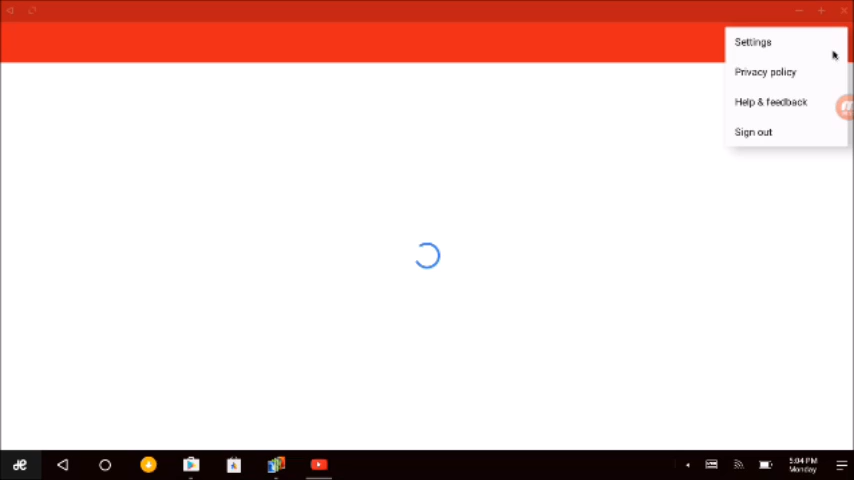 Settings
Privacy policy
Help & feedback
Sign out
5:04 PM
Monday